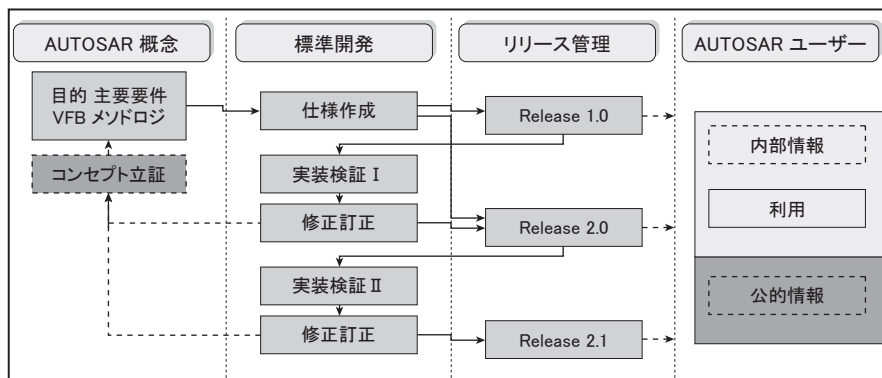 AUTOSAR 概念
標準開発
リリース管理
AUTOSAR ユーザー
目的 主要要件
VFB メソドロジ
コンセプト立証
仕様作成
実装検証 Ⅰ
修正訂正
実装検証 Ⅱ
修正訂正
Release 1.0
Release 2.0
Release 2.1
内部情報
利用
公的情報